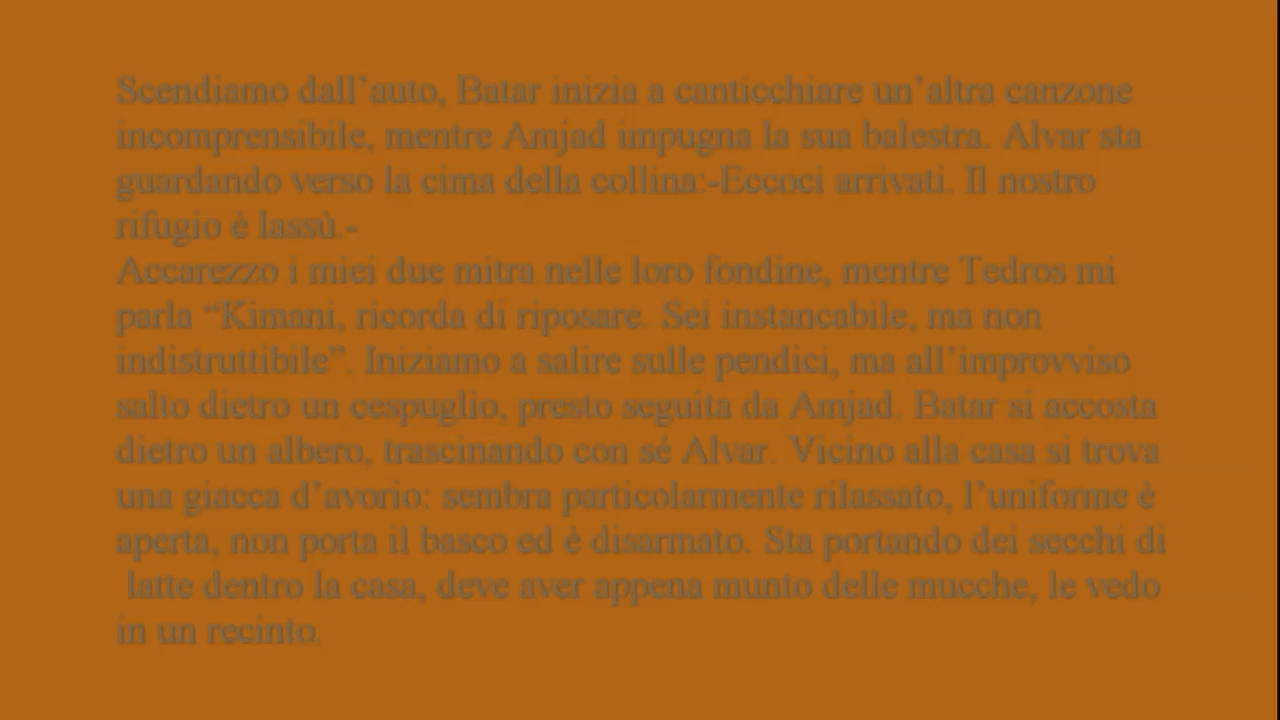 Scendiamo dall’auto, Batar inizia a canticchiare un’altra canzone
incomprensibile, mentre Amjad impugna la sua balestra. Alvar sta
guardando verso la cima della collina:-Eccoci arrivati. Il nostro
rifugio è lassù.-
Accarezzo i miei due mitra nelle loro fondine, mentre Tedros mi
parla “Kimani, ricorda di riposare. Sei instancabile, ma non
indistruttibile”. Iniziamo a salire sulle pendici, ma all’improvviso
salto dietro un cespuglio, presto seguita da Amjad. Batar si accosta
dietro un albero, trascinando con sé Alvar. Vicino alla casa si trova
una giacca d’avorio: sembra particolarmente rilassato, l’uniforme è
aperta, non porta il basco ed è disarmato. Sta portando dei secchi di
latte dentro la casa, deve aver appena munto delle mucche, le vedo
in un recinto.